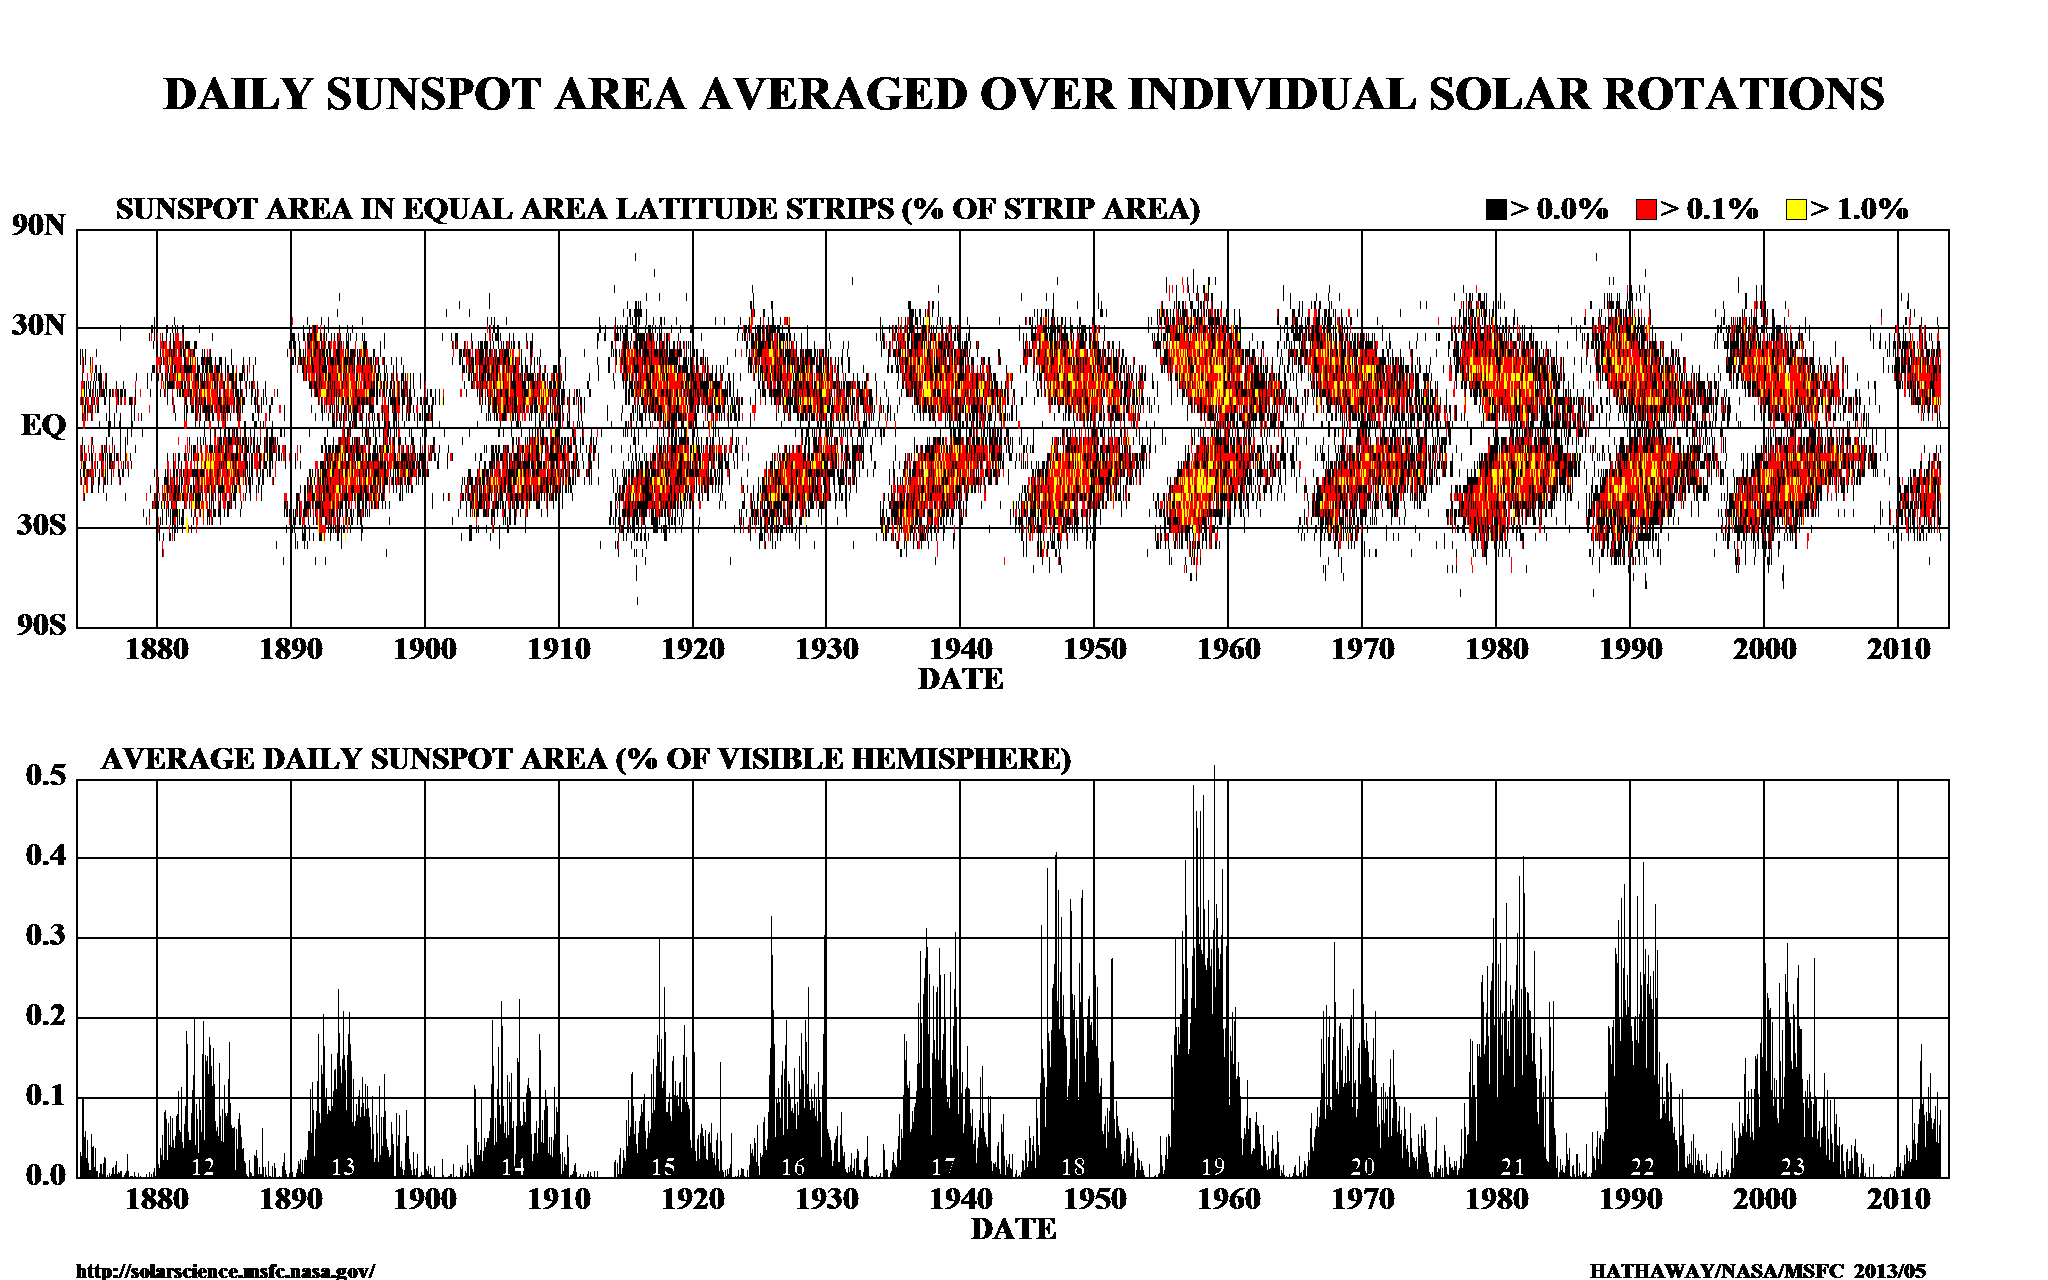 DAILY SUNSPOT AREA AVERAGED OVER INDIVIDUAL SOLAR ROTATIONS
SUNSPOT AREA IN EQUAL AREA LATITUDE STRIPS (% OF STRIP AREA)
> 0.0% > 0.1% > 1.0%
90N
30N
EQ
30S
90S
1880 1890 1900 1910 1920 1930 1940 1950 1960 1970 1980 1990 2000 2010
DATE
AVERAGE DAILY SUNSPOT AREA (% OF VISIBLE HEMISPHERE)
0.5
0.4
0.3
0.2
0.1
0.0
12 13 14 15 16 17 18 19 20 21 22 23
1880 1890 1900 1910 1920 1930 1940 1950 1960 1970 1980 1990 2000 2010
DATE
http://solarscience.msfc.nasa.gov/
HATHAWAY/NASA/MSFC 2013/05